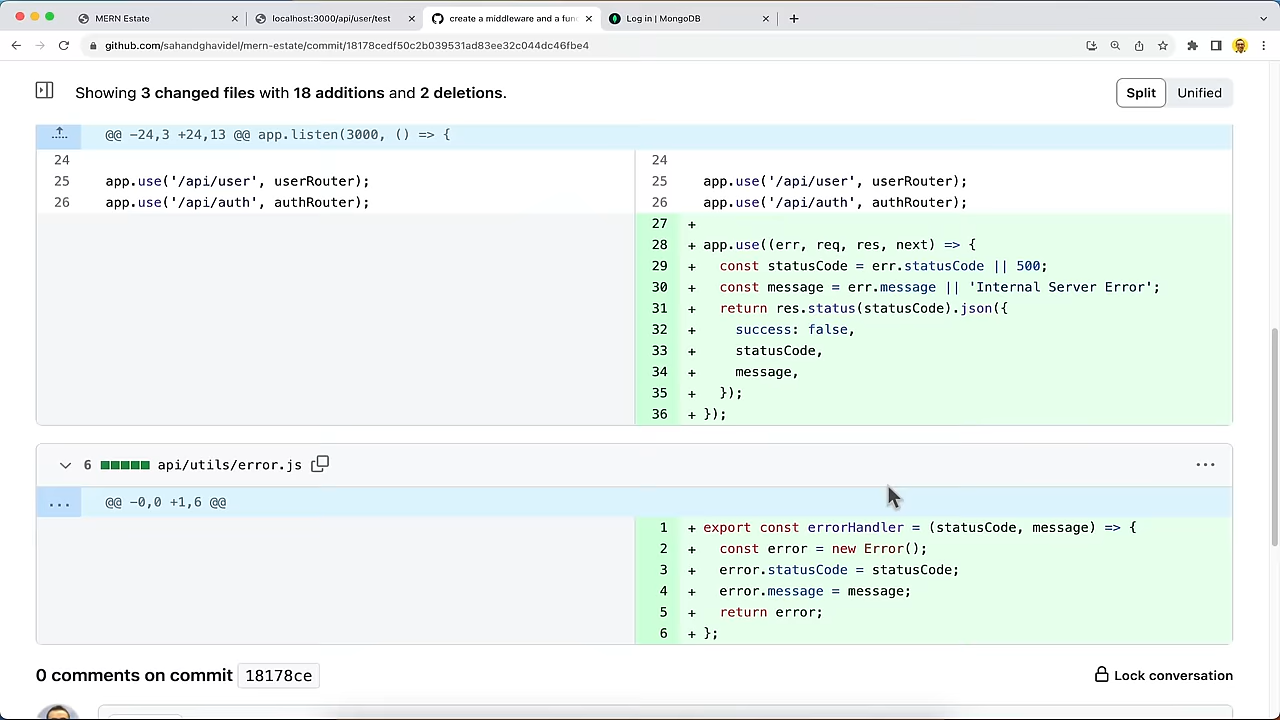 MERN Estate
localhost:3000/api/user/test
create a middleware and a fun
Log in | MongoDB
github.com/sahandghavidel/mern-estate/commit/18178cedf50c2b039531ad83ee32c044dc46fbe4
Showing 3 changed files with 18 additions and 2 deletions.
Split
Unified
@@ -24,3 +24,13 @@ app.listen(3000, () => {
24
24
25 app.use('/api/user', userRouter);
25 app.use('/api/user', userRouter);
26 app.use('/api/auth', authRouter);
26 app.use('/api/auth', authRouter);
27 +
28 + app.use((err, req, res, next) => {
29 + const statusCode = err.statusCode || 500;
30 + const message = err.message || 'Internal Server Error';
31 + return res.status(statusCode).json({
32 + success: false,
33 + statusCode,
34 + message,
35 + });
36 + });
6 api/utils/error.js
@@ -0,0 +1,6 @@
1 + export const errorHandler = (statusCode, message) => {
2 + const error = new Error();
3 + error.statusCode = statusCode;
4 + error.message = message;
5 + return error;
6 + };
0 comments on commit 18178ce
Lock conversation